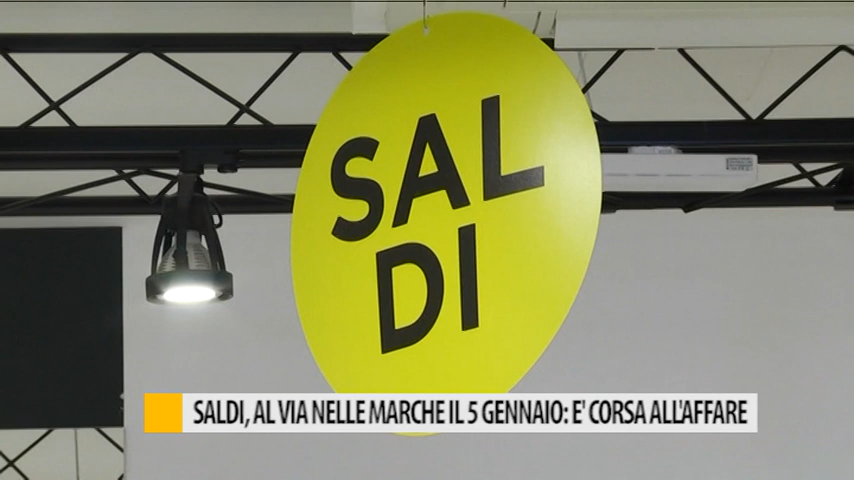 SAL
DI
SALDI, AL VIA NELLE MARCHE IL 5 GENNAIO: E' CORSA ALL'AFFARE